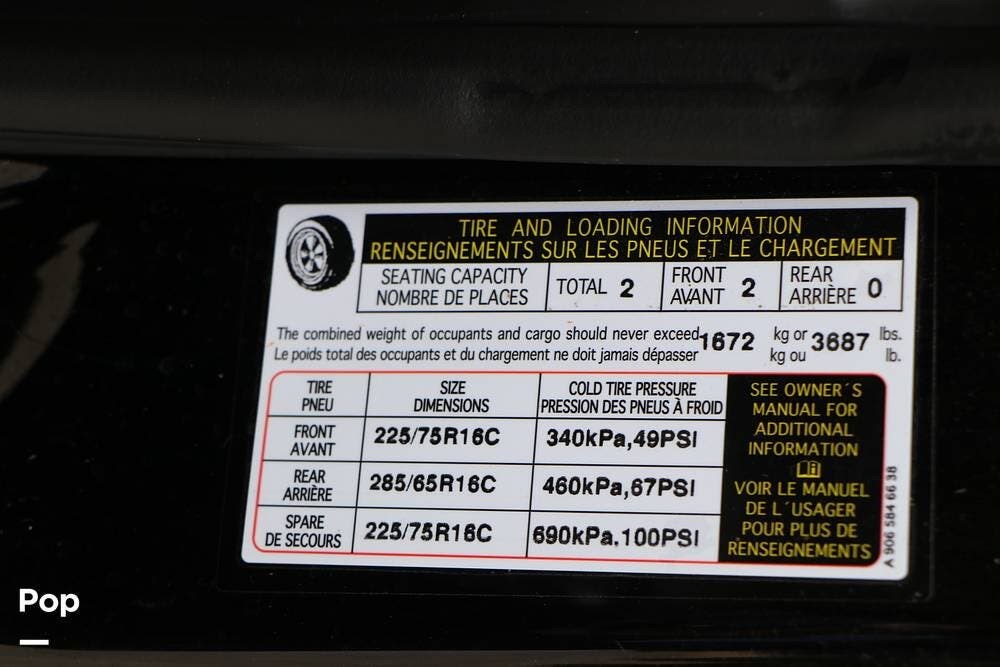 TIRE AND LOADING INFORMATION
RENSEIGNEMENTS SUR LES PNEUS ET LE CHARGEMENT
SEATING CAPACITY
NOMBRE DE PLACES
TOTAL 2
FRONT
AVANT 2
REAR
ARRIÈRE 0
The combined weight of occupants and cargo should never exceed 1672 kg or 3687 lbs.
Le poids total des occupants et du chargement ne doit jamais dépasser kg ou lb.
TIRE
PNEU
SIZE
DIMENSIONS
COLD TIRE PRESSURE
PRESSION DES PNEUS À FROID
FRONT
AVANT
225/75R16C
340kPa,49PSI
REAR
ARRIÈRE
285/65R16C
460kPa,67PSI
SPARE
DE SECOURS
225/75R16C
690kPa.100PSI
SEE OWNER´S
MANUAL FOR
ADDITIONAL
INFORMATION
VOIR LE MANUEL
DE L´USAGER
POUR PLUS DE
RENSEIGNEMENTS
A 906 584 66 38
Pop